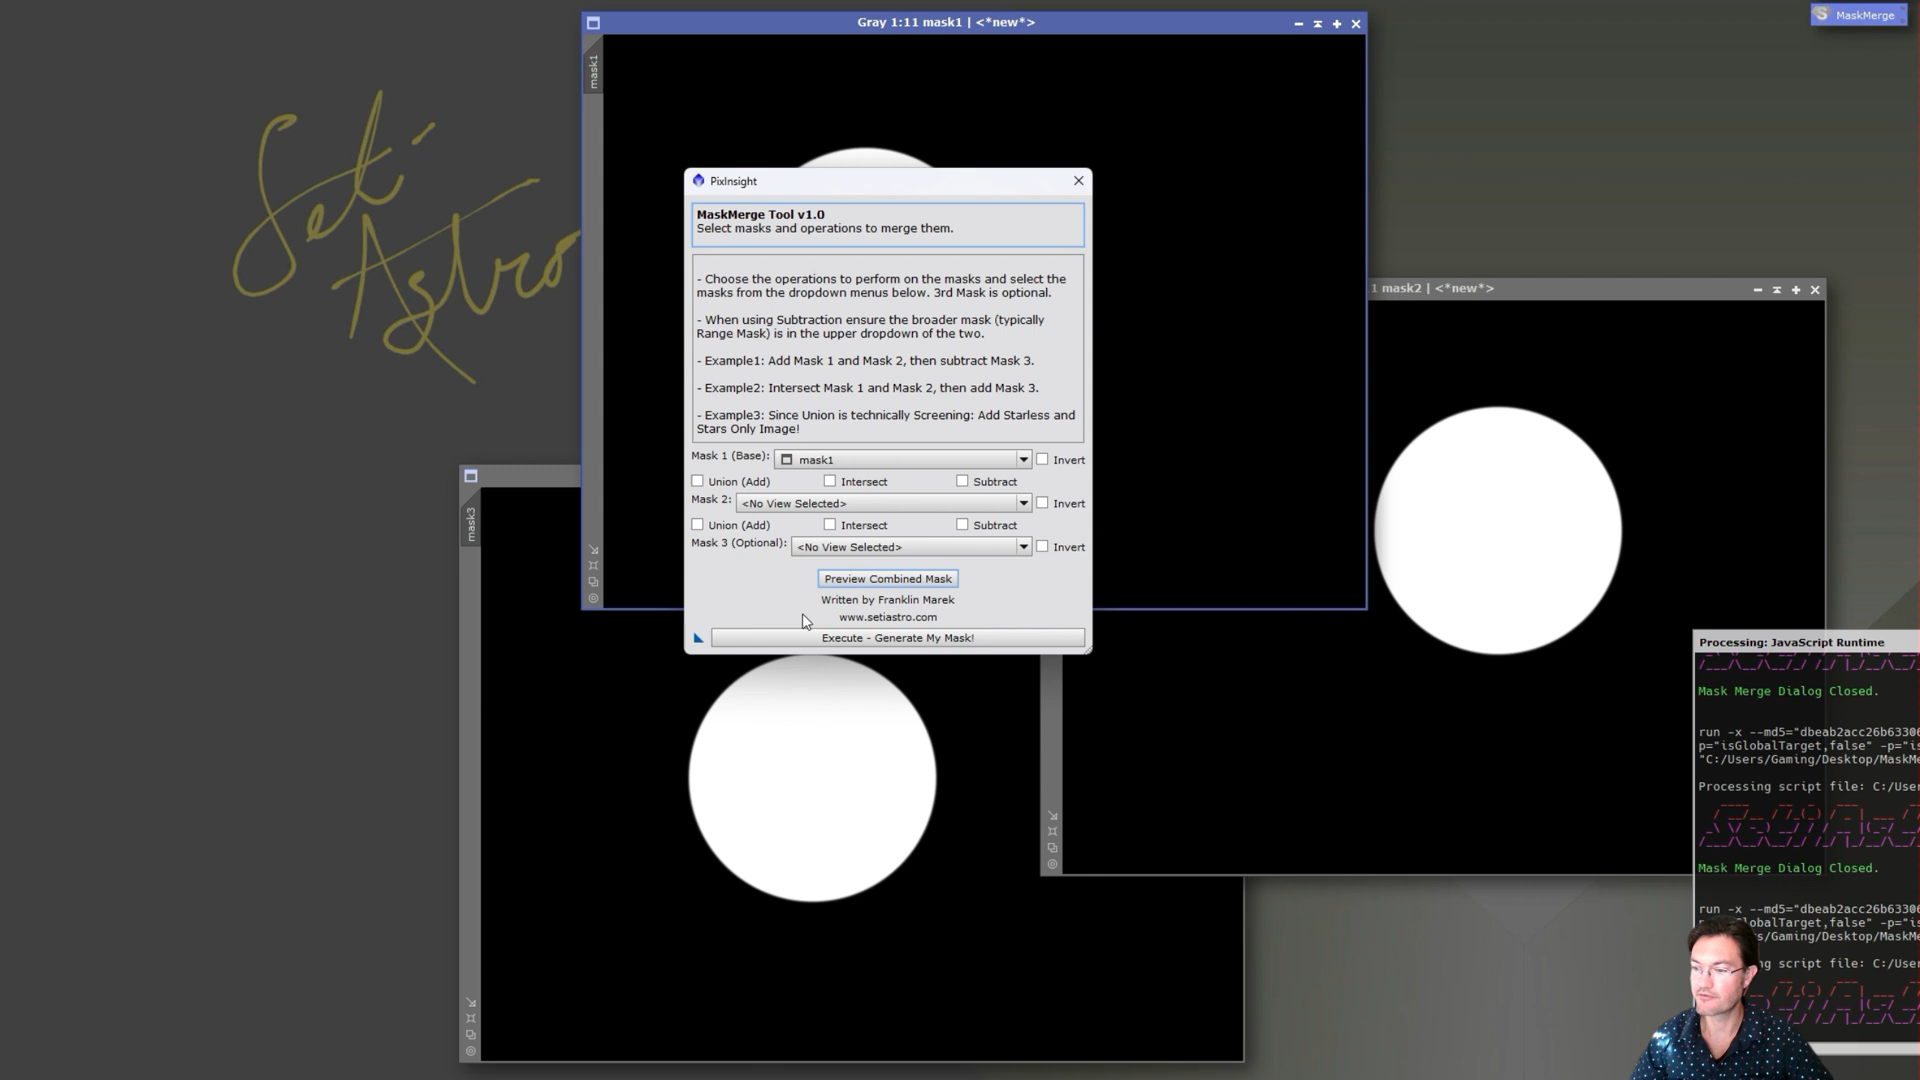 Gray 1:11 mask1 | <*new*>
MaskMerge
mask1
Seti
Astro
PixInsight
MaskMerge Tool v1.0
Select masks and operations to merge them.
- Choose the operations to perform on the masks and select the
masks from the dropdown menus below. 3rd Mask is optional.
- When using Subtraction ensure the broader mask (typically
Range Mask) is in the upper dropdown of the two.
- Example1: Add Mask 1 and Mask 2, then subtract Mask 3.
- Example2: Intersect Mask 1 and Mask 2, then add Mask 3.
- Example3: Since Union is technically Screening: Add Starless and
Stars Only Image!
Mask 1 (Base): mask1 Invert
Union (Add) Intersect Subtract
Mask 2: <No View Selected> Invert
Union (Add) Intersect Subtract
Mask 3 (Optional): <No View Selected> Invert
Preview Combined Mask
Written by Franklin Marek
www.setiastro.com
Execute - Generate My Mask!
1 mask2 | <*new*>
mask3
Processing: JavaScript Runtime
Mask Merge Dialog Closed.
run -x --md5="dbeab2acc26b6330
p="isGlobalTarget,false" -p="is
"C:/Users/Gaming/Desktop/MaskMe
Processing script file: C:/User
Mask Merge Dialog Closed.
run -x --md5="dbeab2acc26b6330
GlobalTarget,false" -p="is
s/Gaming/Desktop/MaskMe
ng script file: C:/User